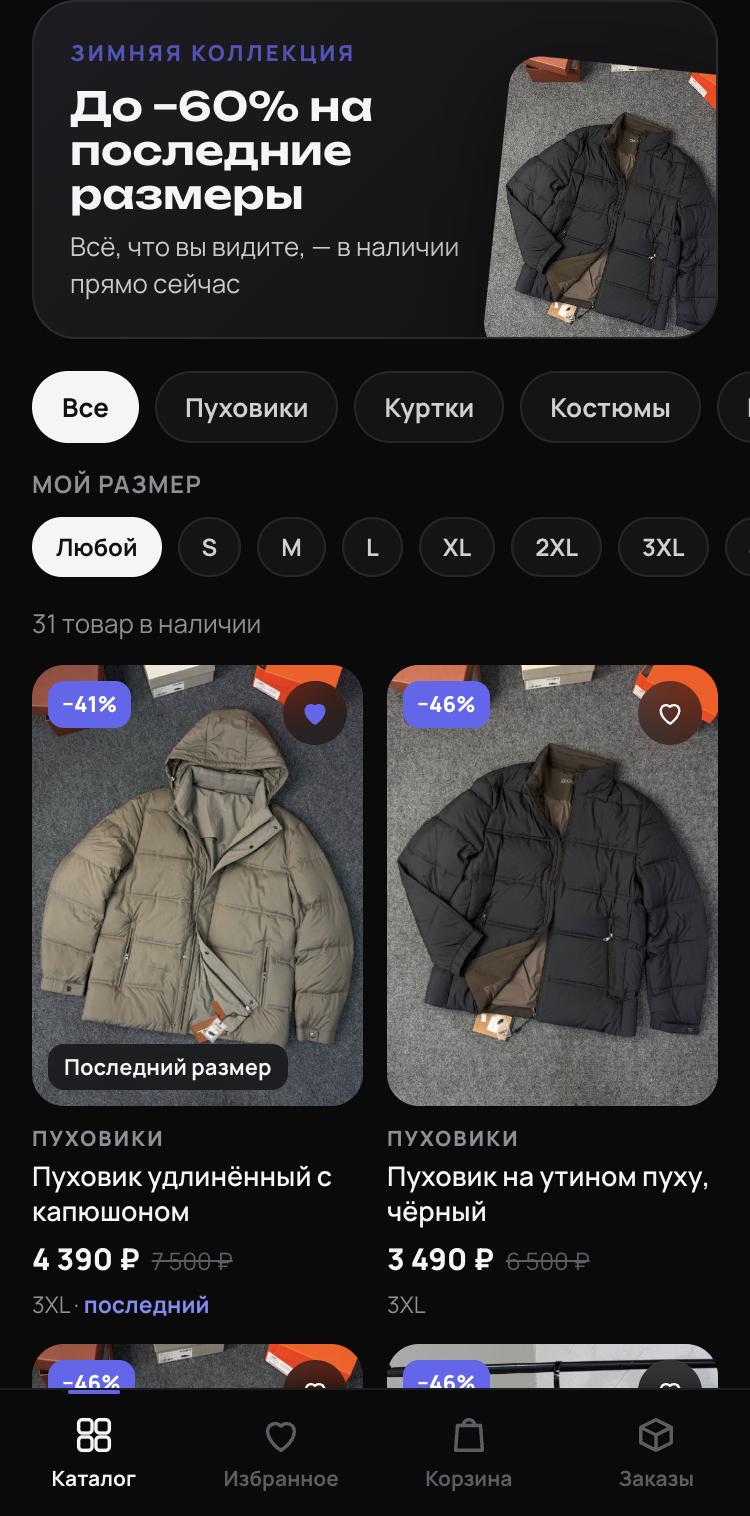 ЗИМНЯЯ КОЛЛЕКЦИЯ
До −60% на
последние
размеры
Всё, что вы видите, — в наличии
прямо сейчас
Все
Пуховики
Куртки
Костюмы
МОЙ РАЗМЕР
Любой
S
M
L
XL
2XL
3XL
31 товар в наличии
−41%
−46%
Последний размер
ПУХОВИКИ
ПУХОВИКИ
Пуховик удлинённый с
капюшоном
Пуховик на утином пуху,
чёрный
4 390 ₽ 7 500 ₽
3 490 ₽ 6 500 ₽
3XL · последний
3XL
−46%
−46%
Каталог
Избранное
Корзина
Заказы